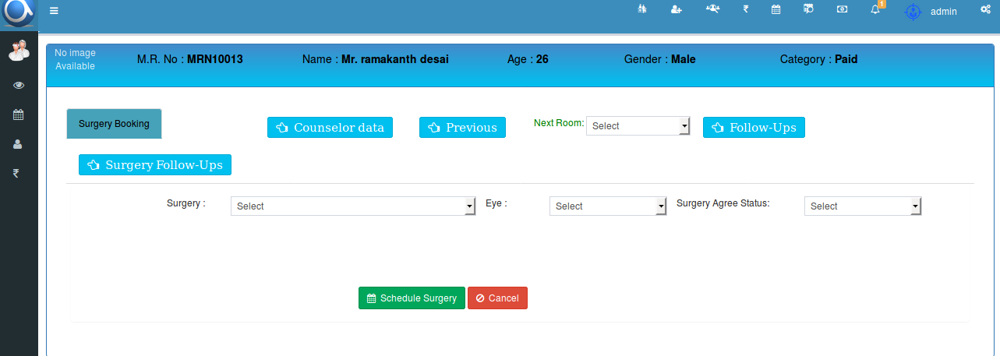 1
admin
No image
Available
M.R. No : MRN10013 Name : Mr. ramakanth desai Age : 26 Gender : Male Category : Paid
Surgery Booking Counselor data Previous Next Room: Select Follow-Ups
Surgery Follow-Ups
Surgery : Select Eye : Select Surgery Agree Status: Select
Schedule Surgery Cancel